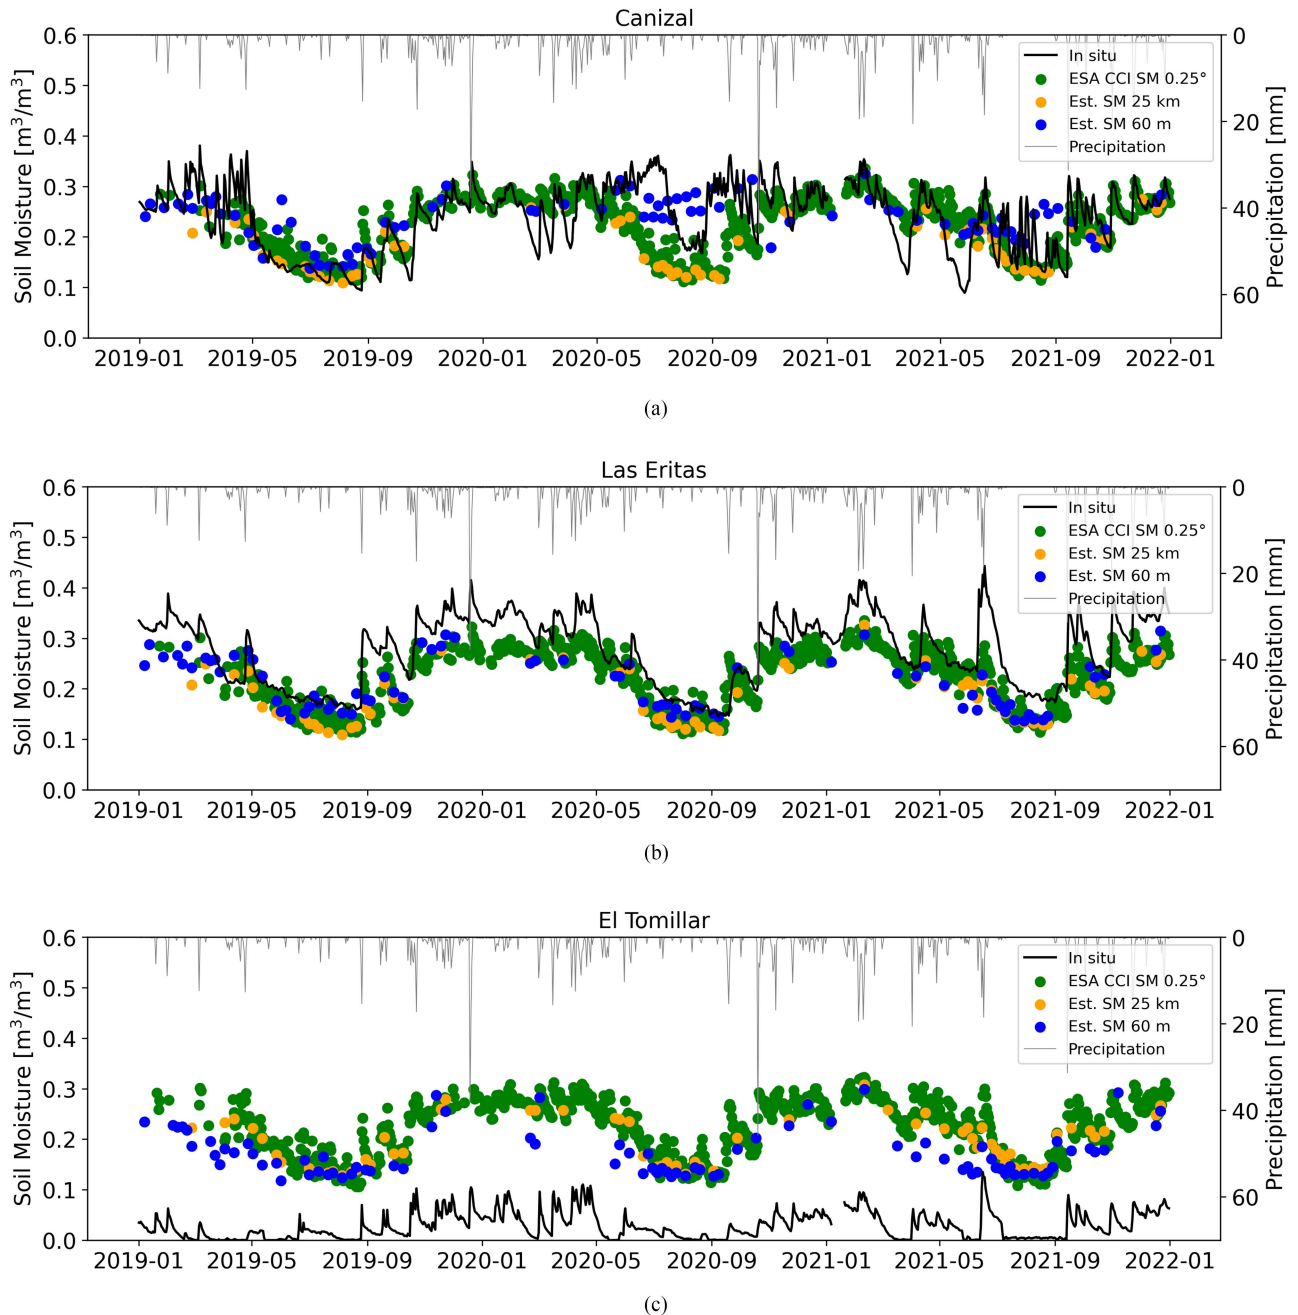 Canizal
0.6
0.5
0.4
0.3
0.2
0.1
0.0
Soil Moisture [m³/m³]
0
20
40
60
Precipitation [mm]
In situ
ESA CCI SM 0.25°
Est. SM 25 km
Est. SM 60 m
Precipitation
2019-01 2019-05 2019-09 2020-01 2020-05 2020-09 2021-01 2021-05 2021-09 2022-01
(a)
Las Eritas
0.6
0.5
0.4
0.3
0.2
0.1
0.0
Soil Moisture [m³/m³]
0
20
40
60
Precipitation [mm]
In situ
ESA CCI SM 0.25°
Est. SM 25 km
Est. SM 60 m
Precipitation
2019-01 2019-05 2019-09 2020-01 2020-05 2020-09 2021-01 2021-05 2021-09 2022-01
(b)
El Tomillar
0.6
0.5
0.4
0.3
0.2
0.1
0.0
Soil Moisture [m³/m³]
0
20
40
60
Precipitation [mm]
In situ
ESA CCI SM 0.25°
Est. SM 25 km
Est. SM 60 m
Precipitation
2019-01 2019-05 2019-09 2020-01 2020-05 2020-09 2021-01 2021-05 2021-09 2022-01
(c)